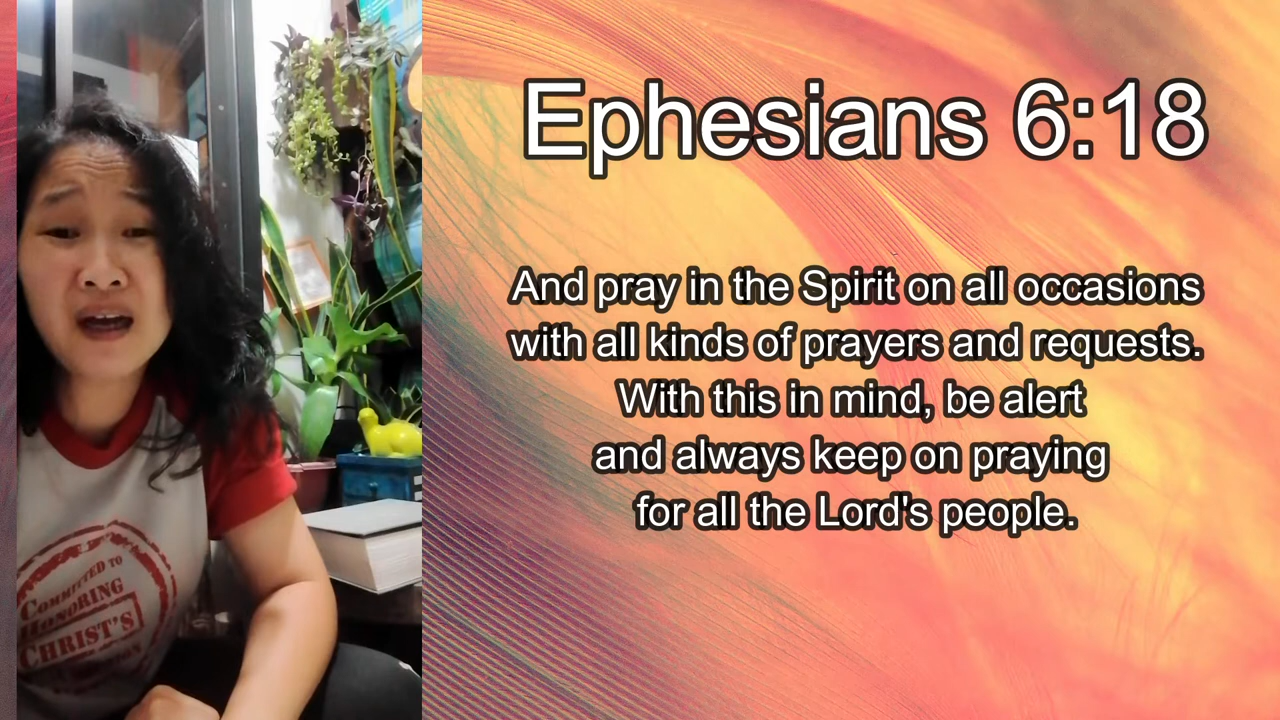 Ephesians 6:18
And pray in the Spirit on all occasions
with all kinds of prayers and requests.
With this in mind, be alert
and always keep on praying
for all the Lord's people.
COMMITTED TO
HONORING
CHRIST'S